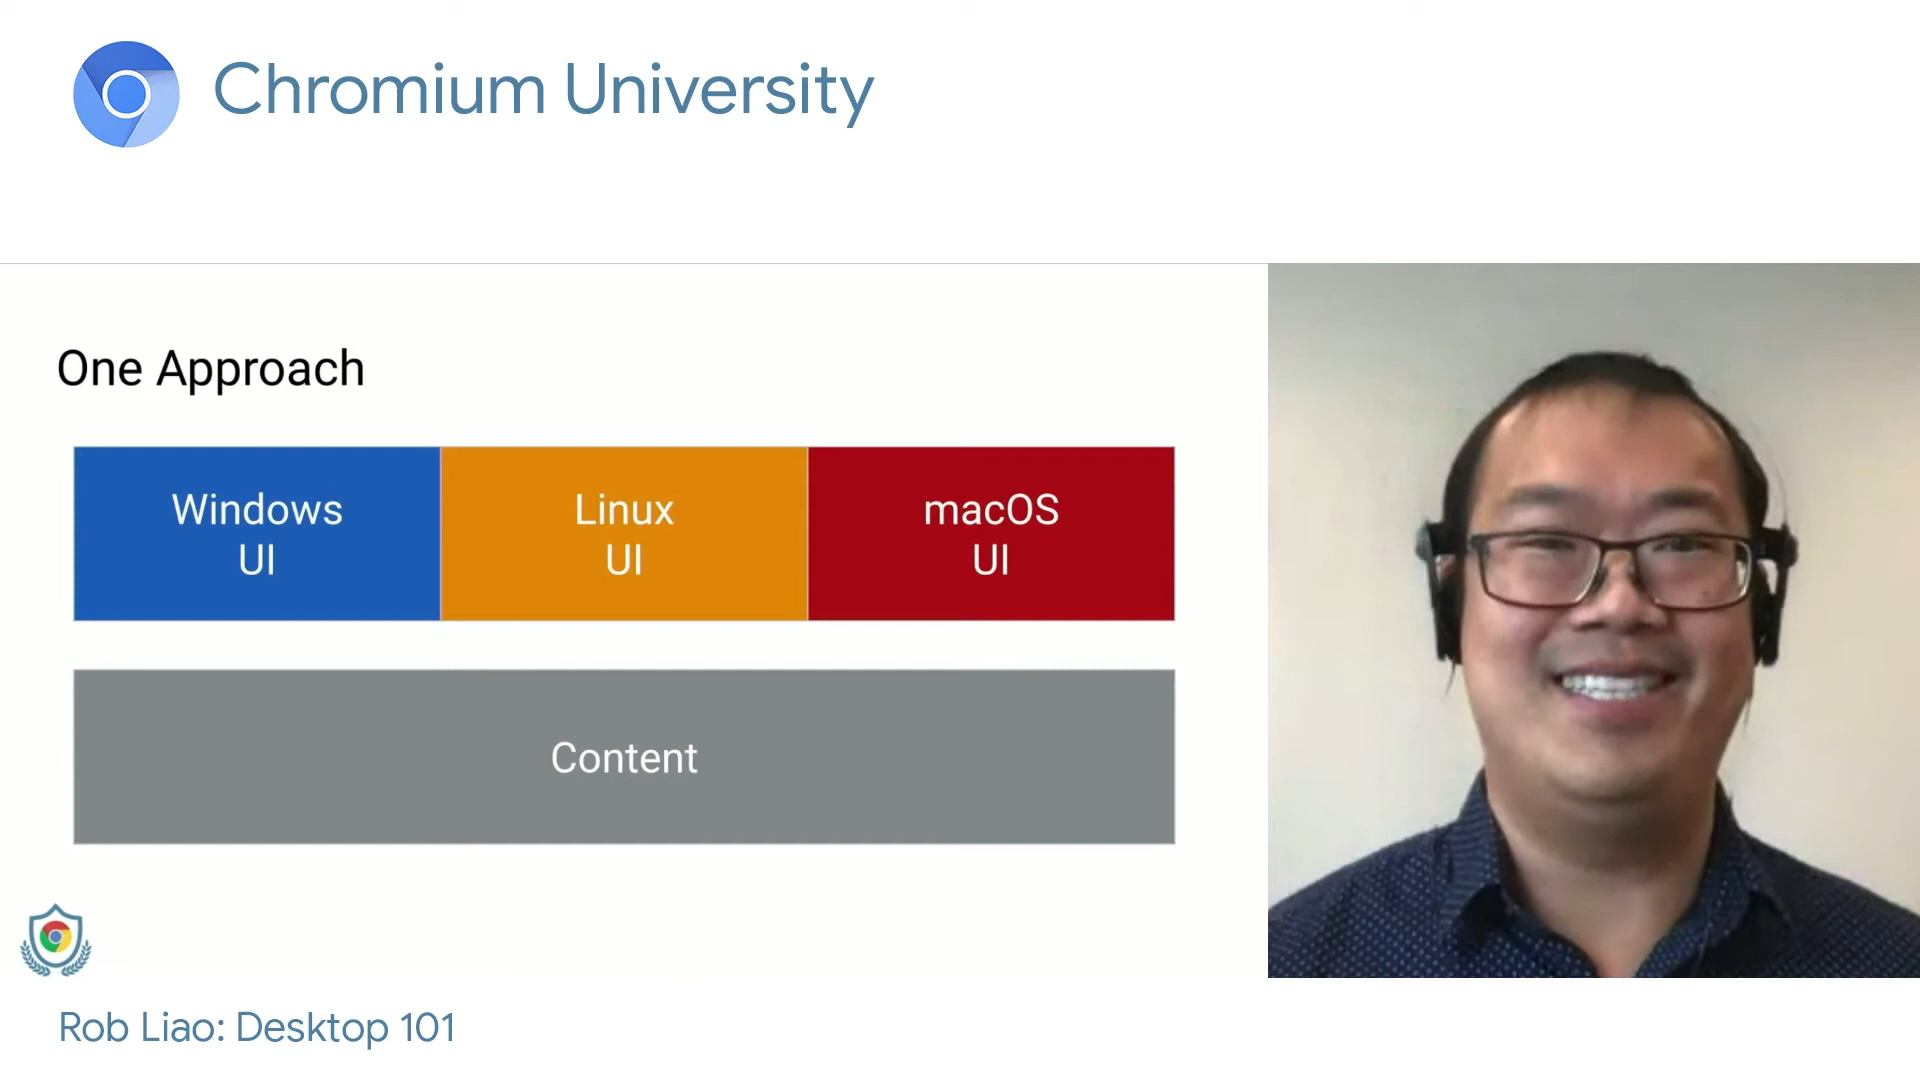 Chromium University
One Approach
Windows
UI
Linux
UI
macOS
UI
Content
Rob Liao: Desktop 101